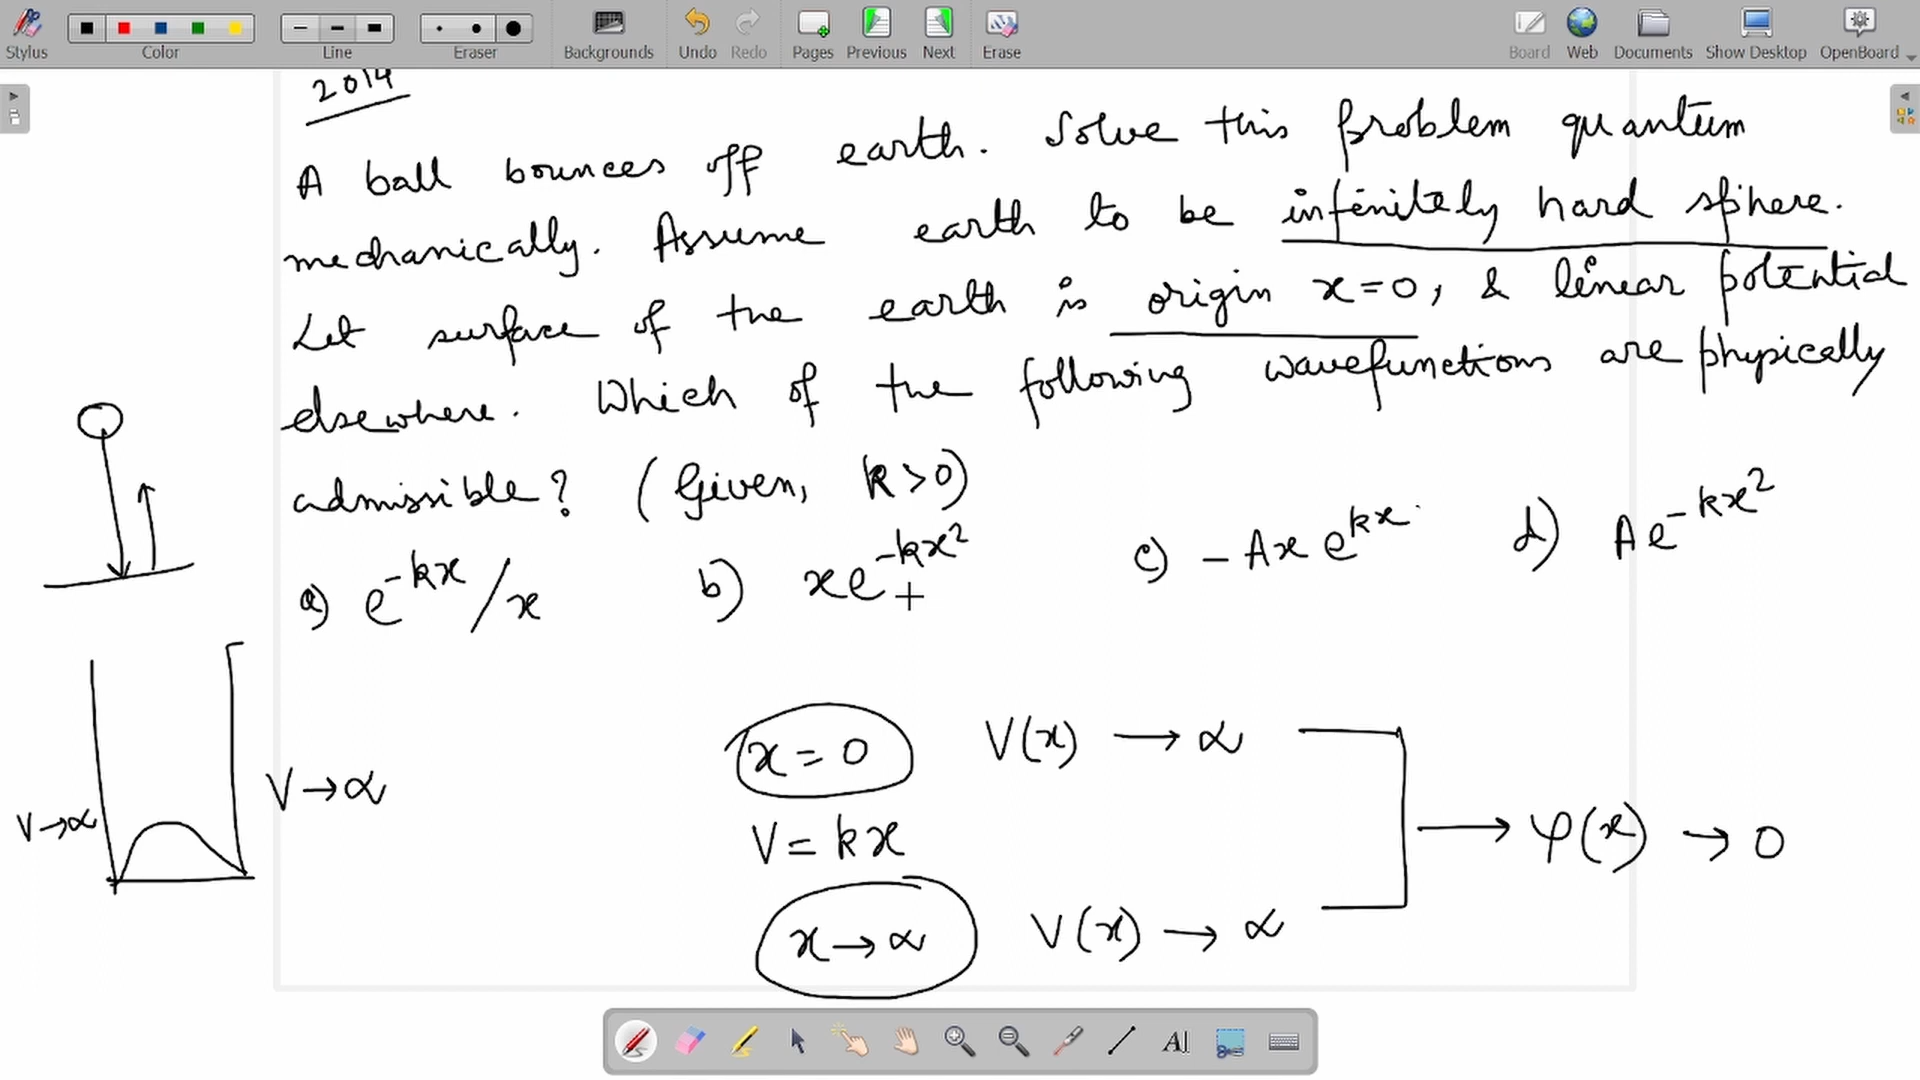 Stylus Color Line Eraser Backgrounds Undo Redo Pages Previous Next Erase Board Web Documents Show Desktop OpenBoard
2014
A ball bounces off earth. Solve this problem quantum
mechanically. Assume earth to be infinitely hard sphere.
Let surface of the earth is origin x=0, & linear potential
elsewhere. Which of the following wavefunctions are physically
admissible? (Given, k>0)
a) e^{-kx}/x b) xe^{-kx^2} c) -Axe^{kx} d) Ae^{-kx^2}
x=0 V(x) → ∝
V→∝ V→∝
V=kx ψ(x) → 0
x→∝ V(x) → ∝
AI